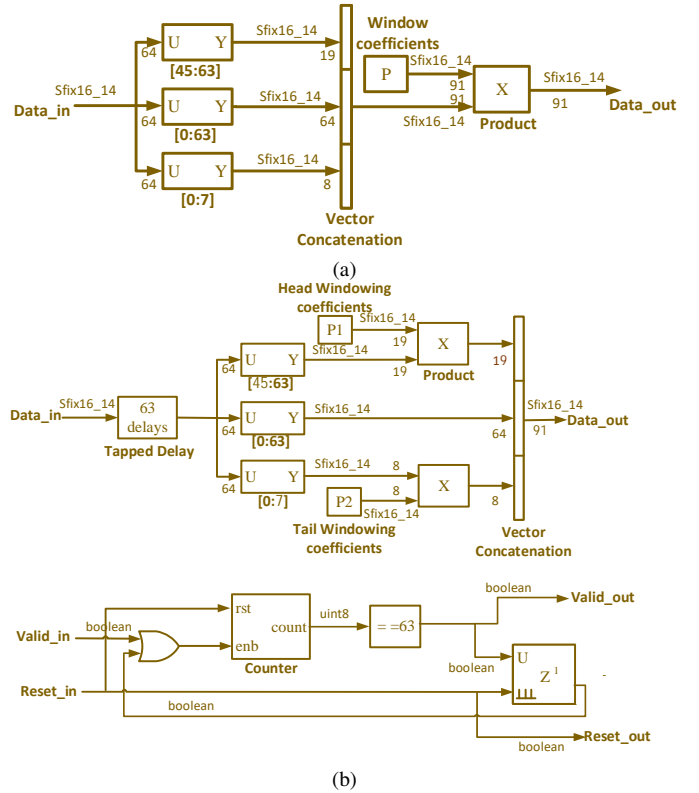 Window
coefficients
Sfix16_14
Sfix16_14
U Y
64
19
[45:63]
P
91
91
X
Sfix16_14
91
Data_out
Product
Sfix16_14
Data_in
Sfix16_14
U Y
64
64
[0:63]
Sfix16_14
U Y
64
8
[0:7]
Vector
Concatenation
(a)
Head Windowing
coefficients
P1
Sfix16_14
19
X
Product
19
U Y
Sfix16_14
64
19
[45:63]
Data_in
Sfix16_14
63
delays
Tapped Delay
U Y
Sfix16_14
64
64
[0:63]
Sfix16_14
91
Data_out
U Y
Sfix16_14
8
64
[0:7]
8
P2
Sfix16_14
X
8
Tail Windowing
coefficients
Vector
Concatenation
Valid_in
boolean
rst
count
enb
Counter
uint8
= =63
boolean
Valid_out
boolean
U
Z 1
Reset_in
boolean
boolean
Reset_out
(b)